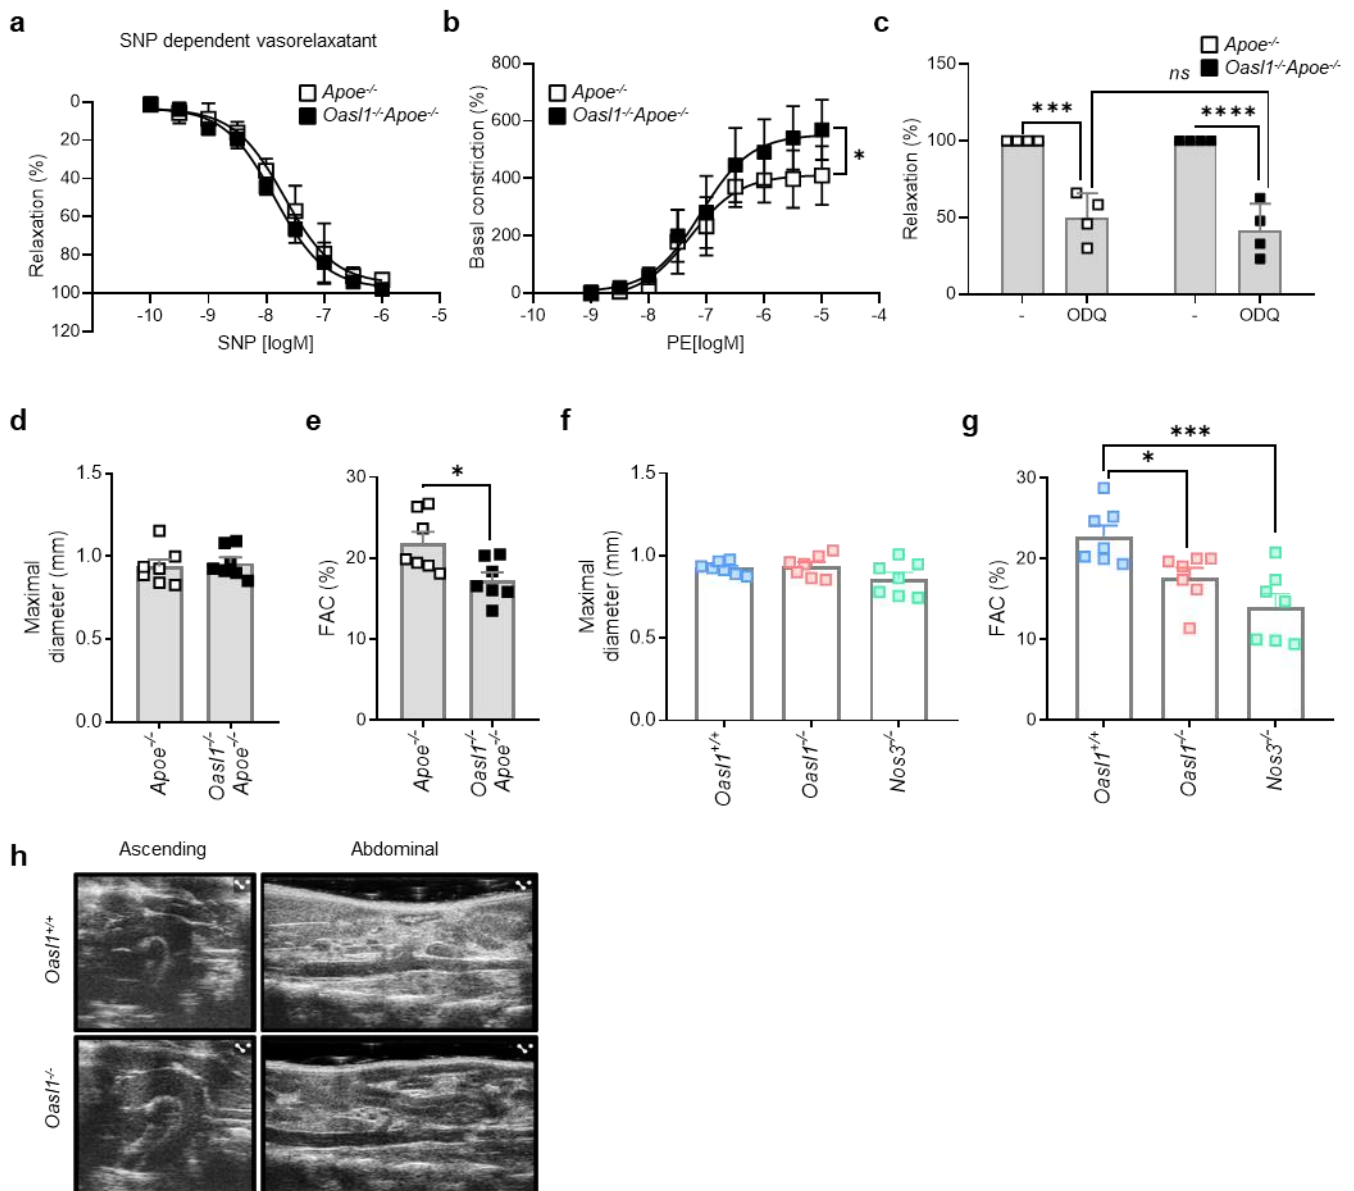 a
SNP dependent vasorelaxatant
Apoe-/-
Oasl1-/-Apoe-/-
Relaxation (%)
0
20
40
60
80
100
120
-10 -9 -8 -7 -6 -5
SNP [logM]
b
Apoe-/-
Oasl1-/-Apoe-/-
Basal constriction (%)
800
600
400
200
0
*
-10 -9 -8 -7 -6 -5 -4
PE[logM]
c
Apoe-/-
Oasl1-/-Apoe-/-
Relaxation (%)
150
100
50
0
ns
*** ****
- ODQ - ODQ
d
Maximal
diameter (mm)
1.5
1.0
0.5
0.0
Apoe-/-
Oasl1-/-
Apoe-/-
e
FAC (%)
30
20
10
0
*
Apoe-/-
Oasl1-/-
Apoe-/-
f
Maximal
diameter (mm)
1.5
1.0
0.5
0.0
Oasl1+/+
Oasl1-/-
Nos3-/-
g
FAC (%)
30
20
10
0
***
*
Oasl1+/+
Oasl1-/-
Nos3-/-
h
Ascending Abdominal
Oasl1+/+
Oasl1-/-